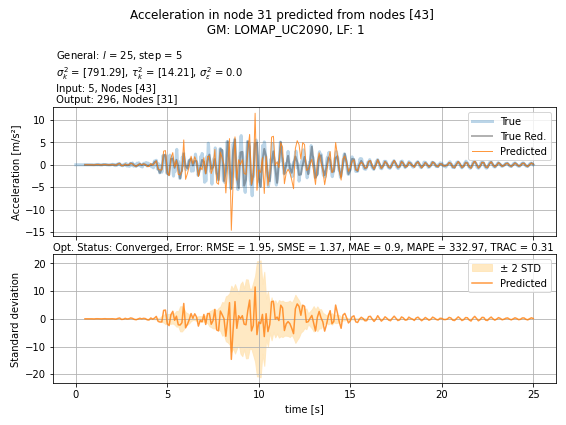 Acceleration in node 31 predicted from nodes [43]
GM: LOMAP_UC2090, LF: 1
General: l = 25, step = 5
σ²ₖ = [791.29], τ²ₖ = [14.21], σ²ε = 0.0
Input: 5, Nodes [43]
Output: 296, Nodes [31]
10
5
0
−5
−10
−15
Acceleration [m/s²]
True
True Red.
Predicted
Opt. Status: Converged, Error: RMSE = 1.95, SMSE = 1.37, MAE = 0.9, MAPE = 332.97, TRAC = 0.31
20
10
0
−10
−20
Standard deviation
± 2 STD
Predicted
0 5 10 15 20 25
time [s]